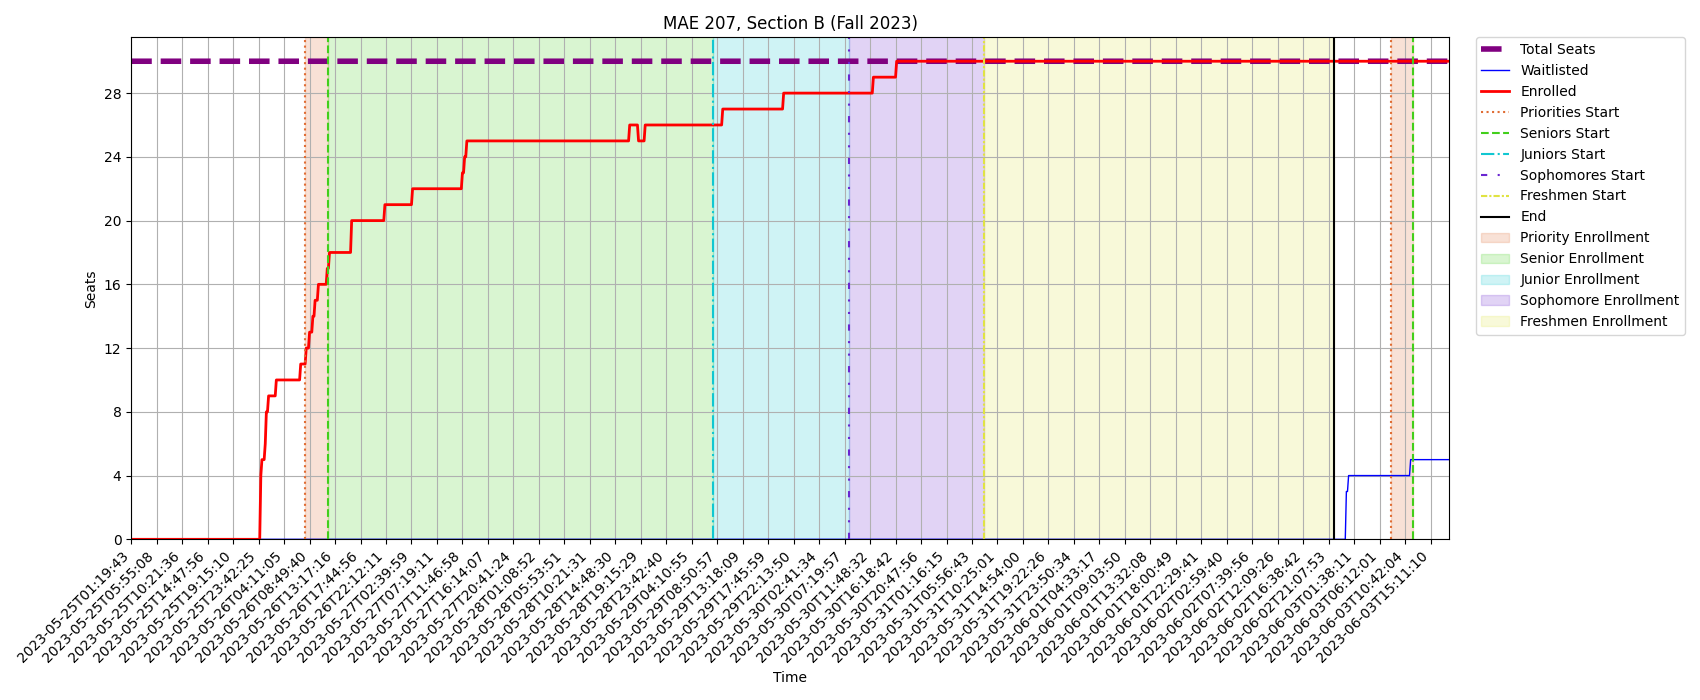 MAE 207, Section B (Fall 2023)
Seats
28
24
20
16
12
8
4
0
2023-05-25T01:19:43
2023-05-25T05:55:08
2023-05-25T10:21:36
2023-05-25T14:47:56
2023-05-25T19:15:10
2023-05-25T23:42:25
2023-05-26T04:11:05
2023-05-26T08:49:40
2023-05-26T13:17:16
2023-05-26T17:44:56
2023-05-26T22:12:11
2023-05-27T02:39:59
2023-05-27T07:19:11
2023-05-27T11:46:58
2023-05-27T16:14:07
2023-05-27T20:41:24
2023-05-28T01:08:52
2023-05-28T05:53:51
2023-05-28T10:21:31
2023-05-28T14:48:30
2023-05-28T19:15:29
2023-05-28T23:42:40
2023-05-29T04:10:55
2023-05-29T08:50:57
2023-05-29T13:18:09
2023-05-29T17:45:59
2023-05-29T22:13:50
2023-05-30T02:41:34
2023-05-30T07:19:57
2023-05-30T11:48:32
2023-05-30T16:18:42
2023-05-30T20:47:56
2023-05-31T01:16:15
2023-05-31T05:56:43
2023-05-31T10:25:01
2023-05-31T14:54:00
2023-05-31T19:22:26
2023-05-31T23:50:34
2023-06-01T04:33:17
2023-06-01T09:03:50
2023-06-01T13:32:08
2023-06-01T18:00:49
2023-06-01T22:29:41
2023-06-02T02:59:40
2023-06-02T07:39:56
2023-06-02T12:09:26
2023-06-02T16:38:42
2023-06-02T21:07:53
2023-06-03T01:38:11
2023-06-03T06:12:01
2023-06-03T10:42:04
2023-06-03T15:11:10
Time
Total Seats
Waitlisted
Enrolled
Priorities Start
Seniors Start
Juniors Start
Sophomores Start
Freshmen Start
End
Priority Enrollment
Senior Enrollment
Junior Enrollment
Sophomore Enrollment
Freshmen Enrollment